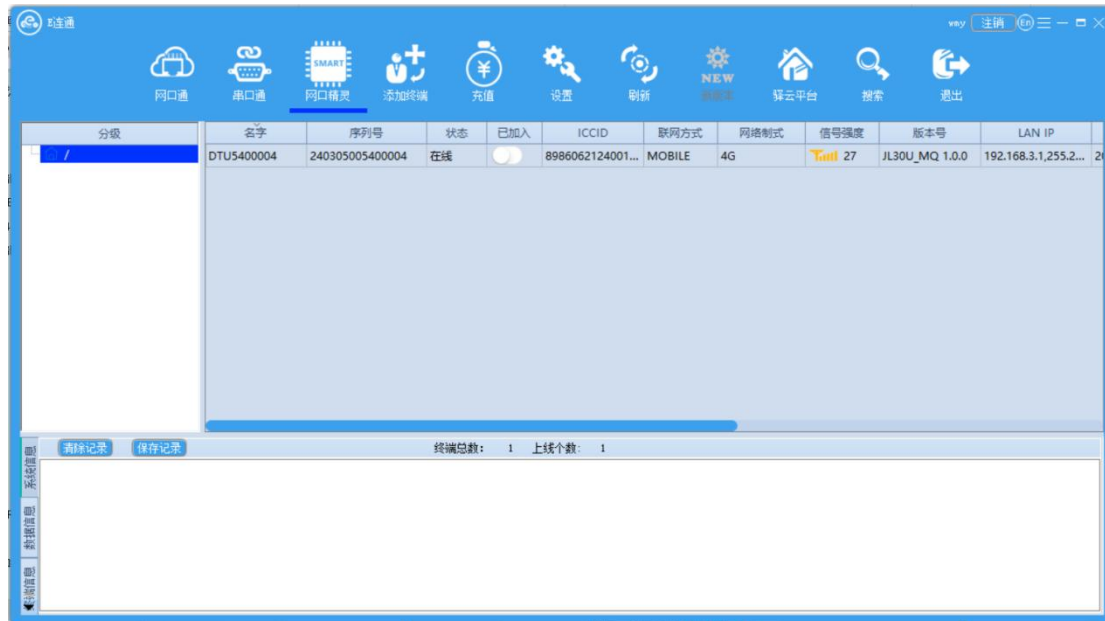 E连通
wmy 注销 En
SMART
NEW
网口通 串口通 网口精灵 添加终端 充值 设置 刷新 新版本 驿云平台 搜索 退出
分级 名字 序列号 状态 已加入 ICCID 联网方式 网络制式 信号强度 版本号 LAN IP
/ DTU5400004 240305005400004 在线 8986062124001... MOBILE 4G 27 JL30U_MQ 1.0.0 192.168.3.1,255.2...
清除记录 保存记录 终端总数: 1 上线个数: 1
系统信息
数据信息